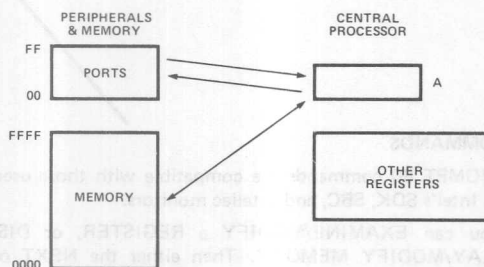 PERIPHERALS
& MEMORY
CENTRAL
PROCESSOR
FF
PORTS
00
A
FFFF
MEMORY
OTHER
REGISTERS
0000